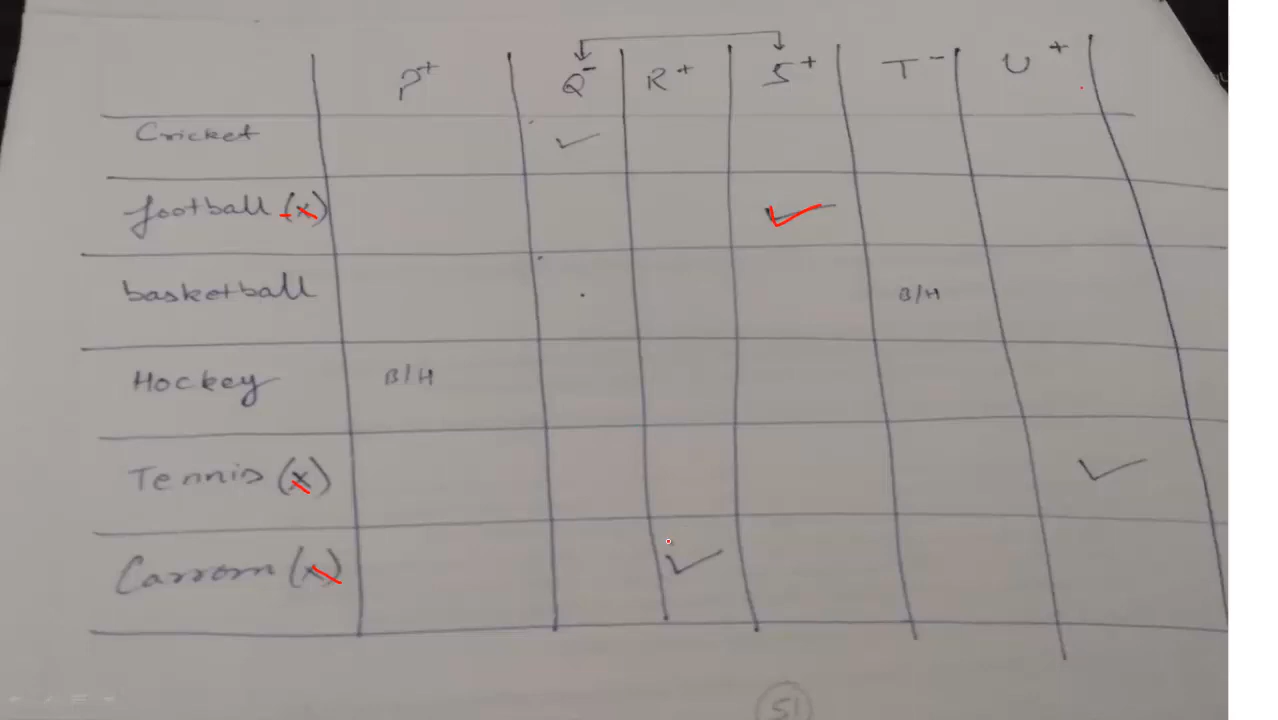 P+ Q- R+ S+ T- U+
Cricket ✓
football (x) ✓
basketball B/H
Hockey B/H
Tennis (x) ✓
Carrom (x) ✓
51